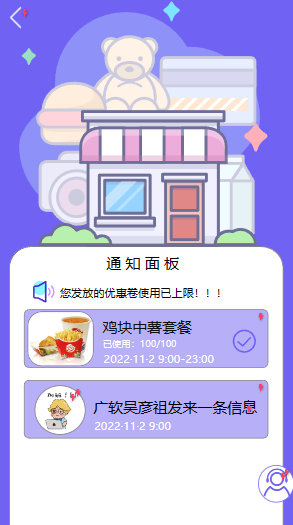 通知面板
您发放的优惠卷使用已上限！！！
鸡块中薯套餐
已使用：100/100
2022-11-2 9:00-23:00
广软吴彦祖发来一条信息
2022-11-2 9:00